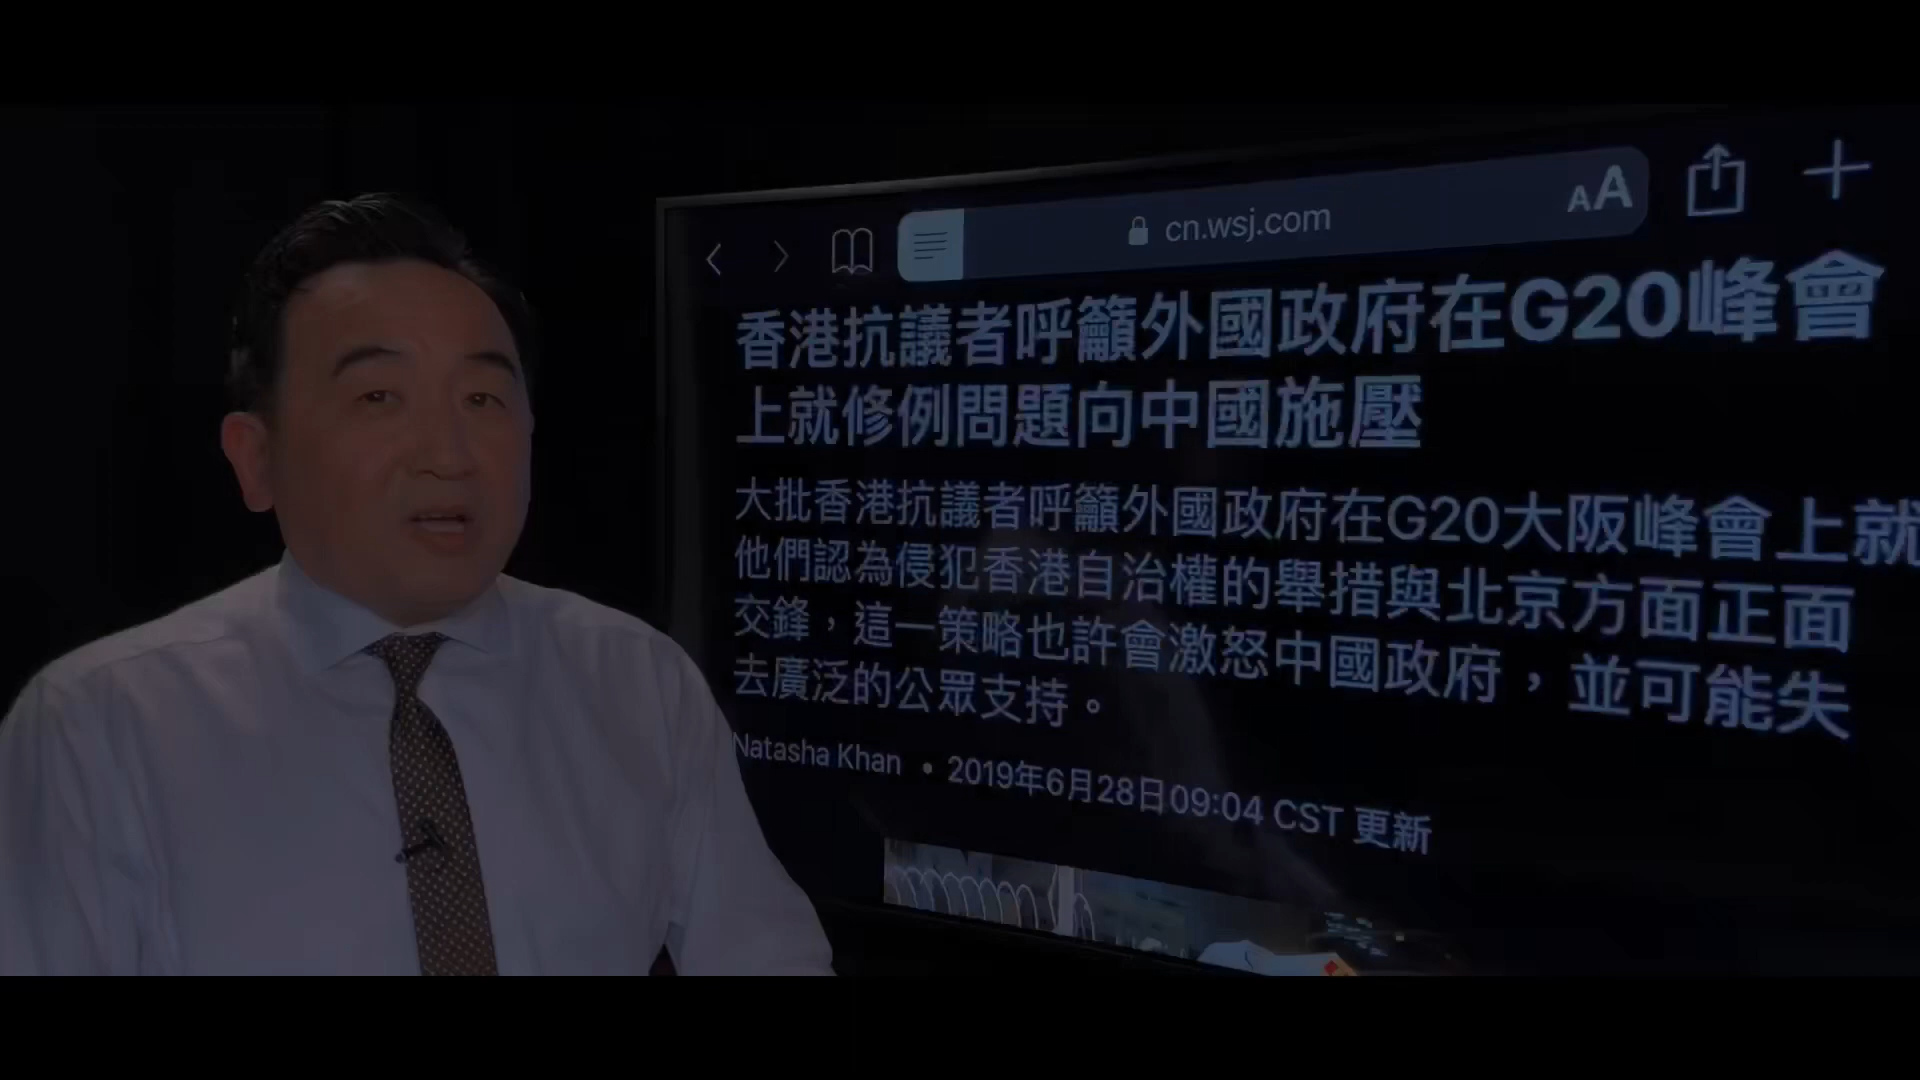 AA
cn.wsj.com
香港抗議者呼籲外國政府在G20峰會
上就修例問題向中國施壓
大批香港抗議者呼籲外國政府在G20大阪峰會上就
他們認為侵犯香港自治權的舉措與北京方面正面
交鋒，這一策略也許會激怒中國政府，並可能失
去廣泛的公眾支持。
Natasha Khan • 2019年6月28日09:04 CST 更新